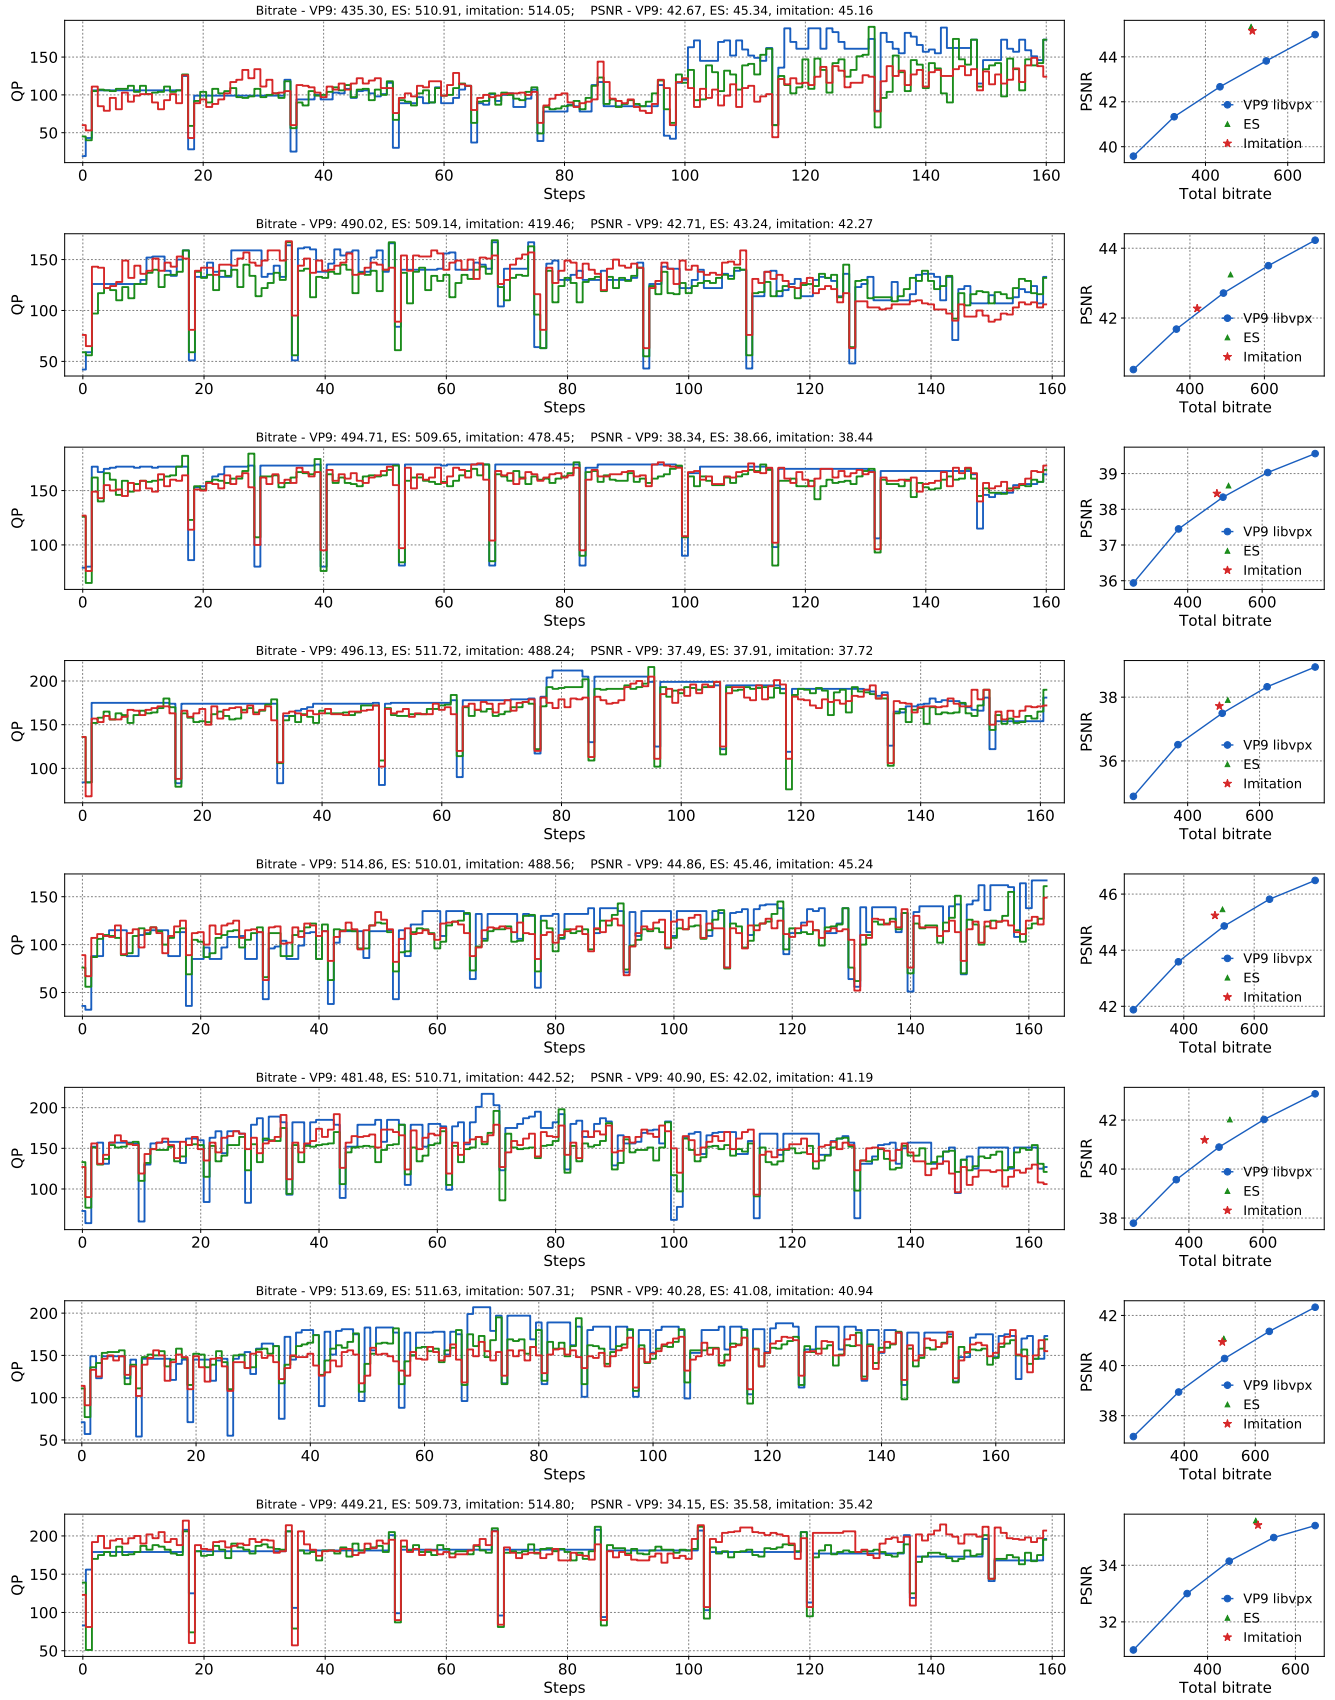 Bitrate - VP9: 435.30, ES: 510.91, imitation: 514.05; PSNR - VP9: 42.67, ES: 45.34, imitation: 45.16
QP
150
100
50
0 20 40 60 80 100 120 140 160
Steps
PSNR
44
42
40
VP9 libvpx
ES
Imitation
400 600
Total bitrate
Bitrate - VP9: 490.02, ES: 509.14, imitation: 419.46; PSNR - VP9: 42.71, ES: 43.24, imitation: 42.27
QP
150
100
50
0 20 40 60 80 100 120 140 160
Steps
PSNR
44
42
VP9 libvpx
ES
Imitation
400 600
Total bitrate
Bitrate - VP9: 494.71, ES: 509.65, imitation: 478.45; PSNR - VP9: 38.34, ES: 38.66, imitation: 38.44
QP
150
100
0 20 40 60 80 100 120 140 160
Steps
PSNR
39
38
37
36
VP9 libvpx
ES
Imitation
400 600
Total bitrate
Bitrate - VP9: 496.13, ES: 511.72, imitation: 488.24; PSNR - VP9: 37.49, ES: 37.91, imitation: 37.72
QP
200
150
100
0 20 40 60 80 100 120 140 160
Steps
PSNR
38
36
VP9 libvpx
ES
Imitation
400 600
Total bitrate
Bitrate - VP9: 514.86, ES: 510.01, imitation: 488.56; PSNR - VP9: 44.86, ES: 45.46, imitation: 45.24
QP
150
100
50
0 20 40 60 80 100 120 140 160
Steps
PSNR
46
44
42
VP9 libvpx
ES
Imitation
400 600
Total bitrate
Bitrate - VP9: 481.48, ES: 510.71, imitation: 442.52; PSNR - VP9: 40.90, ES: 42.02, imitation: 41.19
QP
200
150
100
0 20 40 60 80 100 120 140 160
Steps
PSNR
42
40
38
VP9 libvpx
ES
Imitation
400 600
Total bitrate
Bitrate - VP9: 513.69, ES: 511.63, imitation: 507.31; PSNR - VP9: 40.28, ES: 41.08, imitation: 40.94
QP
200
150
100
50
0 20 40 60 80 100 120 140 160
Steps
PSNR
42
40
38
VP9 libvpx
ES
Imitation
400 600
Total bitrate
Bitrate - VP9: 449.21, ES: 509.73, imitation: 514.80; PSNR - VP9: 34.15, ES: 35.58, imitation: 35.42
QP
200
150
100
50
0 20 40 60 80 100 120 140 160
Steps
PSNR
34
32
VP9 libvpx
ES
Imitation
400 600
Total bitrate